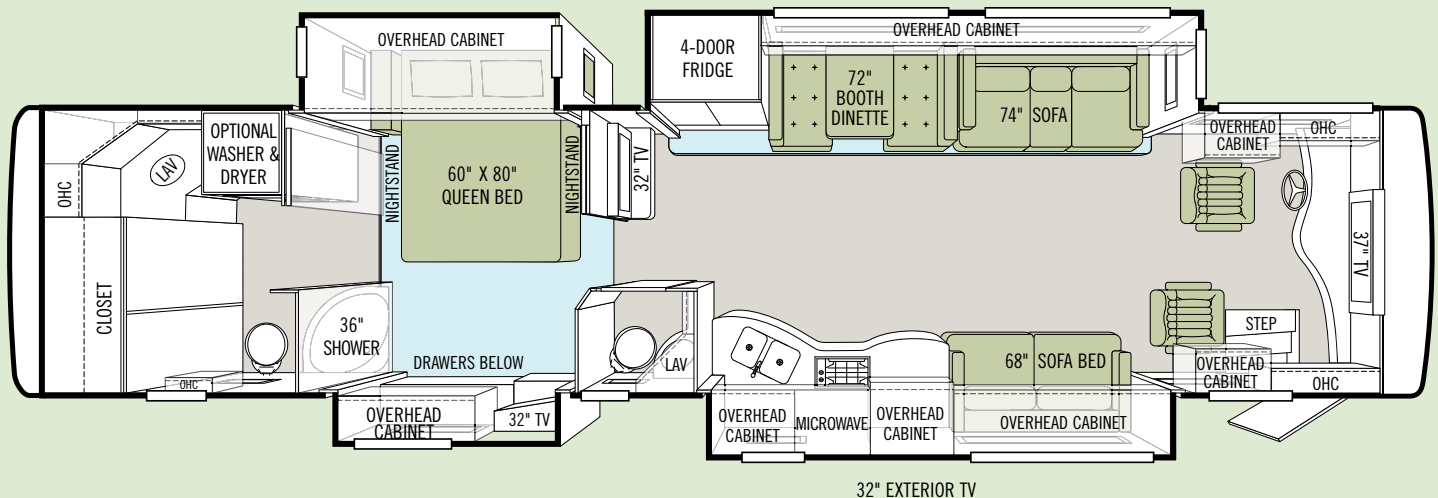 OVERHEAD CABINET
4-DOOR
FRIDGE
OVERHEAD CABINET
72"
BOOTH
DINETTE
74" SOFA
OVERHEAD
CABINET
OHC
OPTIONAL
WASHER &
DRYER
LAV
OHC
NIGHTSTAND
60" X 80"
QUEEN BED
NIGHTSTAND
32" TV
37" TV
CLOSET
36"
SHOWER
DRAWERS BELOW
LAV
68" SOFA BED
STEP
OVERHEAD
CABINET
OHC
OHC
OVERHEAD
CABINET
32" TV
OVERHEAD
CABINET
MICROWAVE
OVERHEAD
CABINET
OVERHEAD CABINET
32" EXTERIOR TV